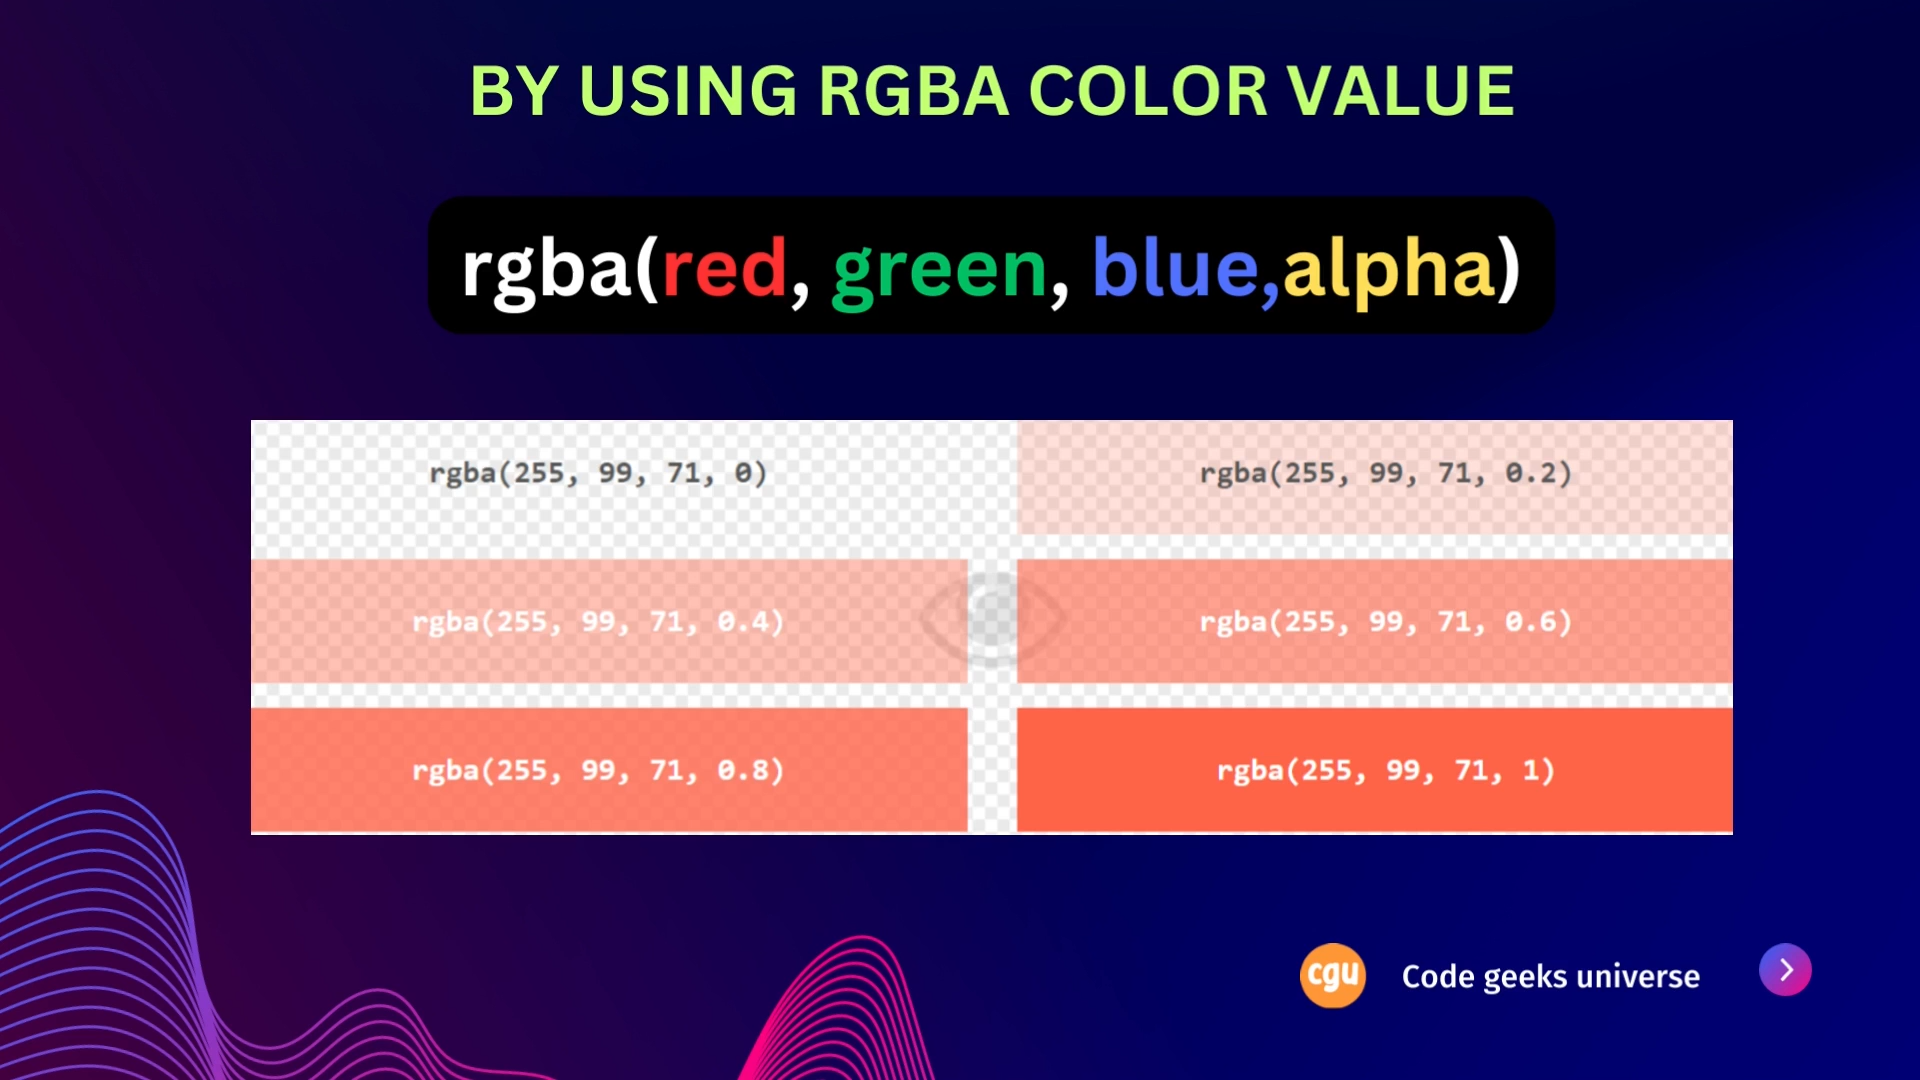 BY USING RGBA COLOR VALUE
rgba(red, green, blue,alpha)
rgba(255, 99, 71, 0)
rgba(255, 99, 71, 0.2)
rgba(255, 99, 71, 0.4)
rgba(255, 99, 71, 0.6)
rgba(255, 99, 71, 0.8)
rgba(255, 99, 71, 1)
cgu
Code geeks universe